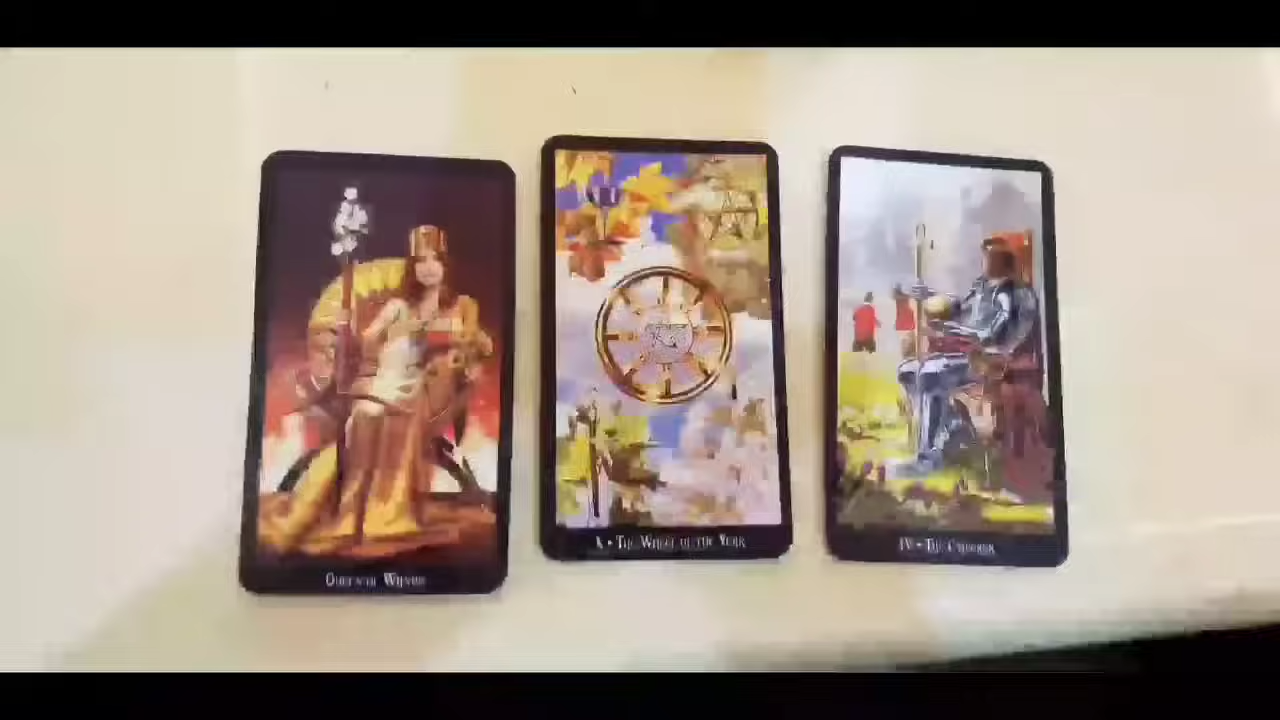 Queen of Wands
X • The Wheel of the Year
IV • The Emperor